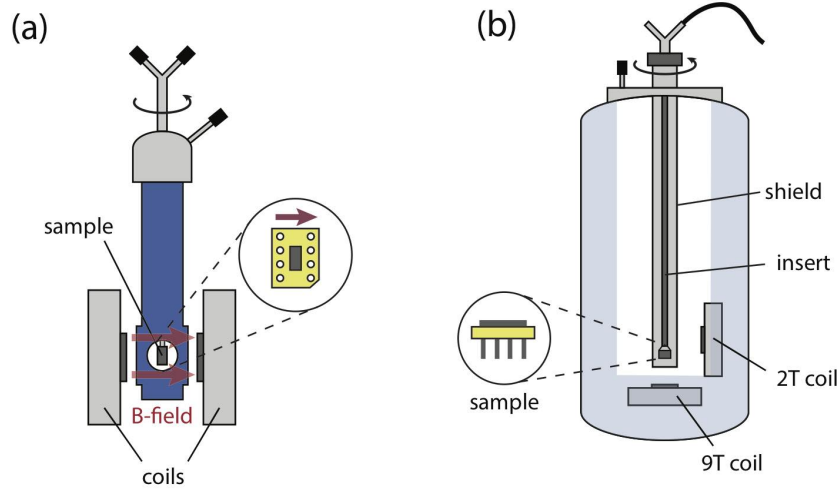 (a)
sample
B-field
coils
(b)
shield
insert
sample
2T coil
9T coil